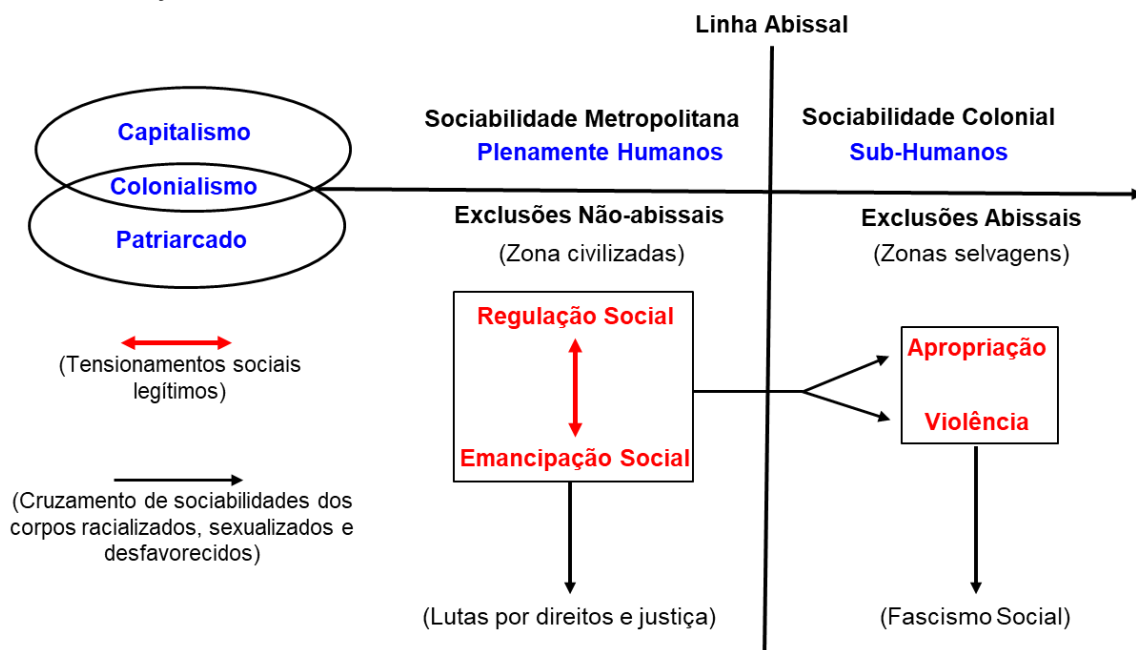 Linha Abissal
Capitalismo
Colonialismo
Patriarcado
Sociabilidade Metropolitana
Plenamente Humanos
Sociabilidade Colonial
Sub-Humanos
Exclusões Não-abissais
(Zona civilizadas)
Exclusões Abissais
(Zonas selvagens)
(Tensionamentos sociais
legítimos)
(Cruzamento de sociabilidades dos
corpos racializados, sexualizados e
desfavorecidos)
Regulação Social
Emancipação Social
Apropriação
Violência
(Lutas por direitos e justiça)
(Fascismo Social)